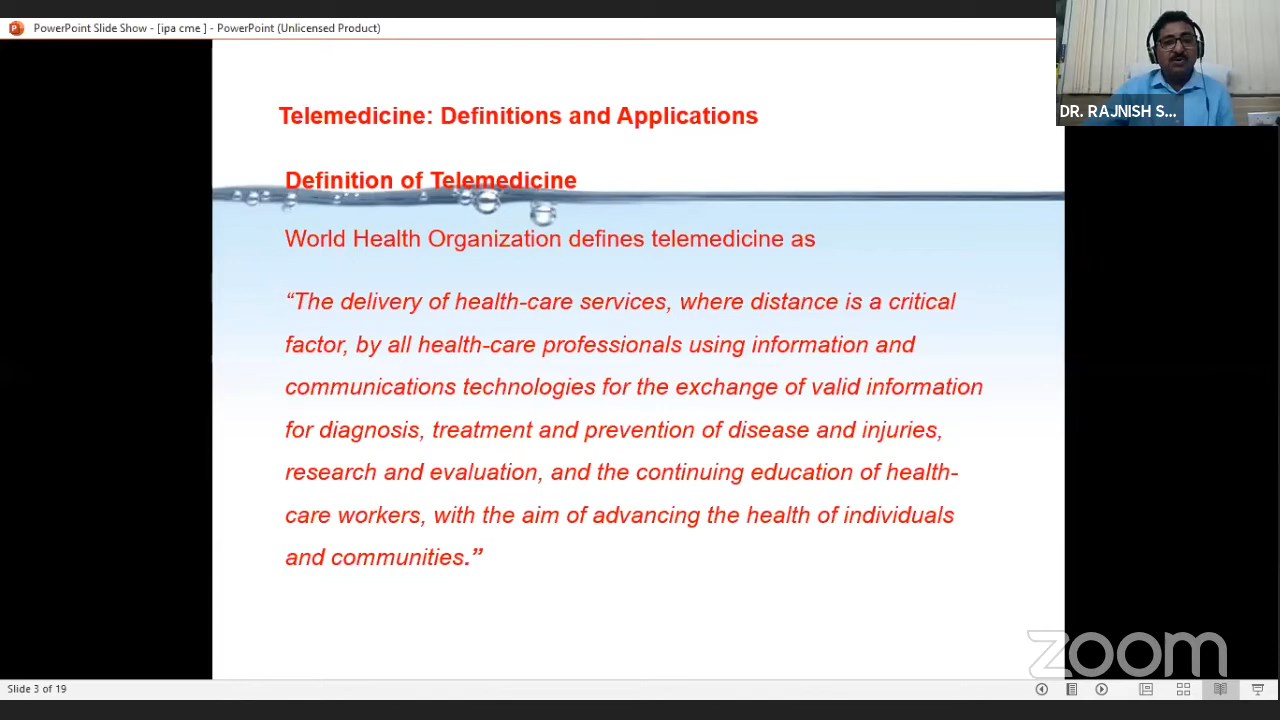 PowerPoint Slide Show - [ipa cme ] - PowerPoint (Unlicensed Product)
DR. RAJNISH S...
Telemedicine: Definitions and Applications
Definition of Telemedicine
World Health Organization defines telemedicine as
“The delivery of health-care services, where distance is a critical
factor, by all health-care professionals using information and
communications technologies for the exchange of valid information
for diagnosis, treatment and prevention of disease and injuries,
research and evaluation, and the continuing education of health-
care workers, with the aim of advancing the health of individuals
and communities.”
zoom
Slide 3 of 19